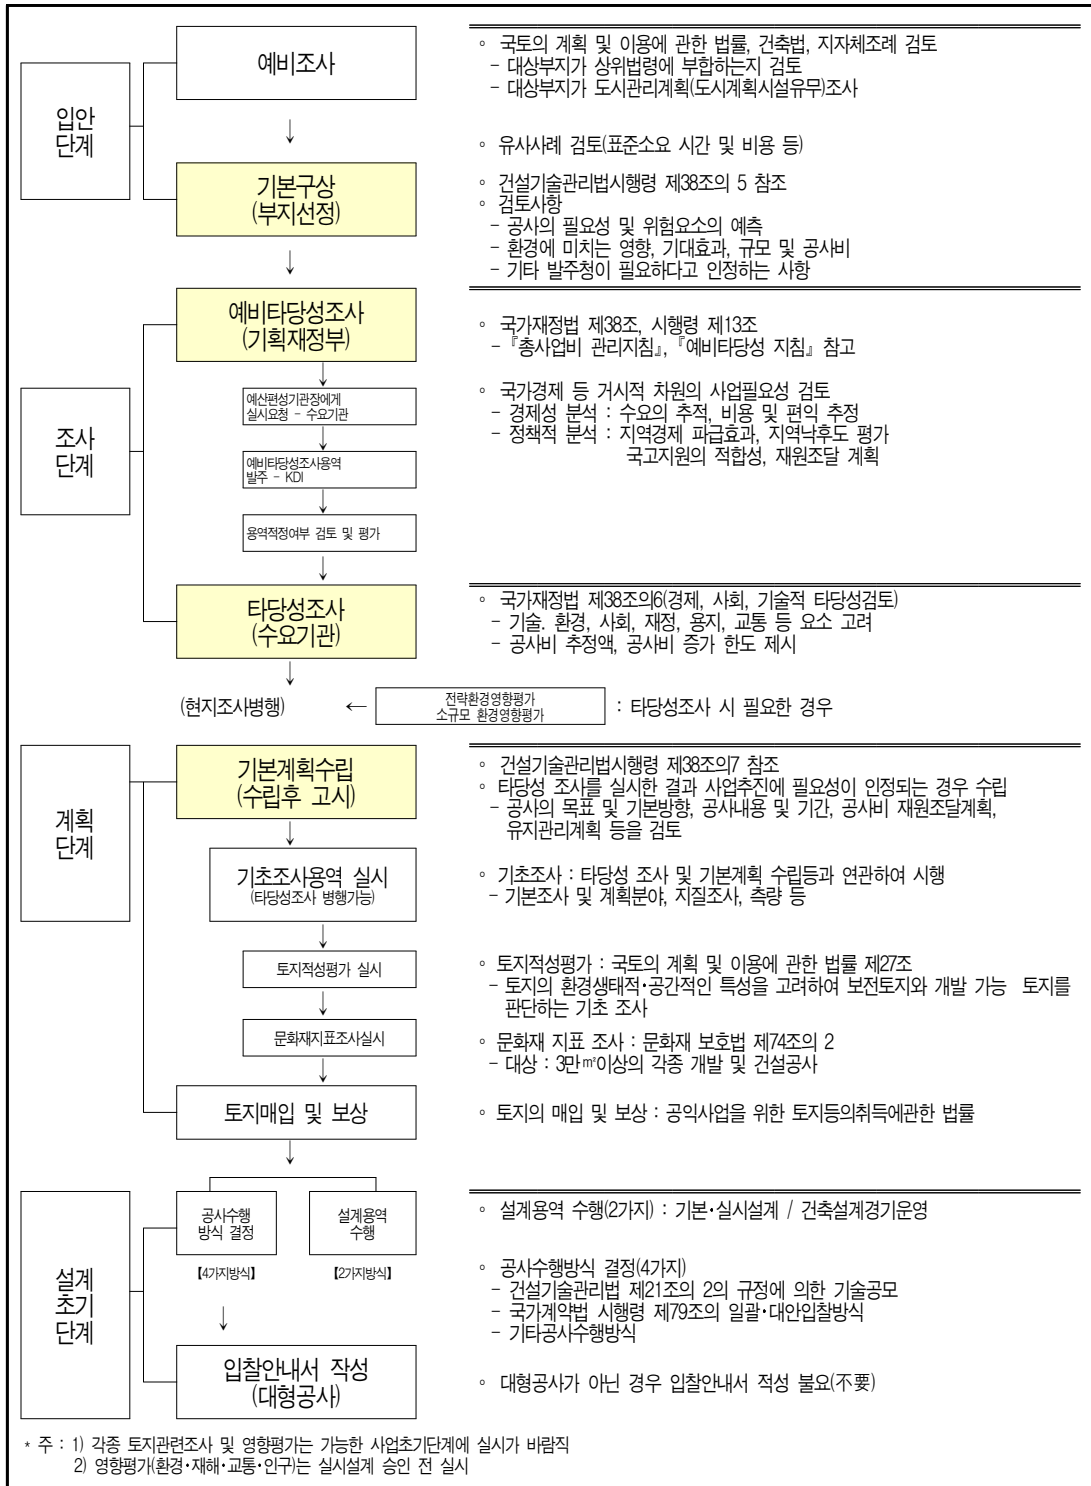 입안
단계
예비조사
◦ 국토의 계획 및 이용에 관한 법률, 건축법, 지자체조례 검토
- 대상부지가 상위법령에 부합하는지 검토
- 대상부지가 도시관리계획(도시계획시설유무)조사
↓
◦ 유사사례 검토(표준소요 시간 및 비용 등)
기본구상
(부지선정)
◦ 건설기술관리법시행령 제38조의 5 참조
◦ 검토사항
- 공사의 필요성 및 위험요소의 예측
- 환경에 미치는 영향, 기대효과, 규모 및 공사비
- 기타 발주청이 필요하다고 인정하는 사항
↓
조사
단계
예비타당성조사
(기획재정부)
◦ 국가재정법 제38조, 시행령 제13조
-『총사업비 관리지침』,『예비타당성 지침』 참고
예산편성기관장에게
실시요청 - 수요기관
◦ 국가경제 등 거시적 차원의 사업필요성 검토
- 경제성 분석 : 수요의 추적, 비용 및 편익 추정
- 정책적 분석 : 지역경제 파급효과, 지역낙후도 평가
국고지원의 적합성, 재원조달 계획
예비타당성조사용역
발주 - KDI
용역적정여부 검토 및 평가
타당성조사
(수요기관)
◦ 국가재정법 제38조의6(경제, 사회, 기술적 타당성검토)
- 기술. 환경, 사회, 재정, 용지, 교통 등 요소 고려
- 공사비 추정액, 공사비 증가 한도 제시
↓
(현지조사병행) ←
전략환경영향평가
소규모 환경영향평가
: 타당성조사 시 필요한 경우
계획
단계
기본계획수립
(수립후 고시)
◦ 건설기술관리법시행령 제38조의7 참조
◦ 타당성 조사를 실시한 결과 사업추진에 필요성이 인정되는 경우 수립
- 공사의 목표 및 기본방향, 공사내용 및 기간, 공사비 재원조달계획,
유지관리계획 등을 검토
기초조사용역 실시
(타당성조사 병행가능)
◦ 기초조사 : 타당성 조사 및 기본계획 수립등과 연관하여 시행
- 기본조사 및 계획분야, 지질조사, 측량 등
토지적성평가 실시
◦ 토지적성평가 : 국토의 계획 및 이용에 관한 법률 제27조
- 토지의 환경생태적·공간적인 특성을 고려하여 보전토지와 개발 가능 토지를
판단하는 기초 조사
문화재지표조사실시
◦ 문화재 지표 조사 : 문화재 보호법 제74조의 2
- 대상 : 3만㎡이상의 각종 개발 및 건설공사
토지매입 및 보상
◦ 토지의 매입 및 보상 : 공익사업을 위한 토지등의취득에관한 법률
↓
설계
초기
단계
공사수행
방식 결정
설계용역
수행
【4가지방식】
【2가지방식】
◦ 설계용역 수행(2가지) : 기본·실시설계 / 건축설계경기운영
◦ 공사수행방식 결정(4가지)
- 건설기술관리법 제21조의 2의 규정에 의한 기술공모
- 국가계약법 시행령 제79조의 일괄·대안입찰방식
- 기타공사수행방식
↓
입찰안내서 작성
(대형공사)
◦ 대형공사가 아닌 경우 입찰안내서 적성 불요(不要)
* 주 : 1) 각종 토지관련조사 및 영향평가는 가능한 사업초기단계에 실시가 바람직
2) 영향평가(환경·재해·교통·인구)는 실시설계 승인 전 실시